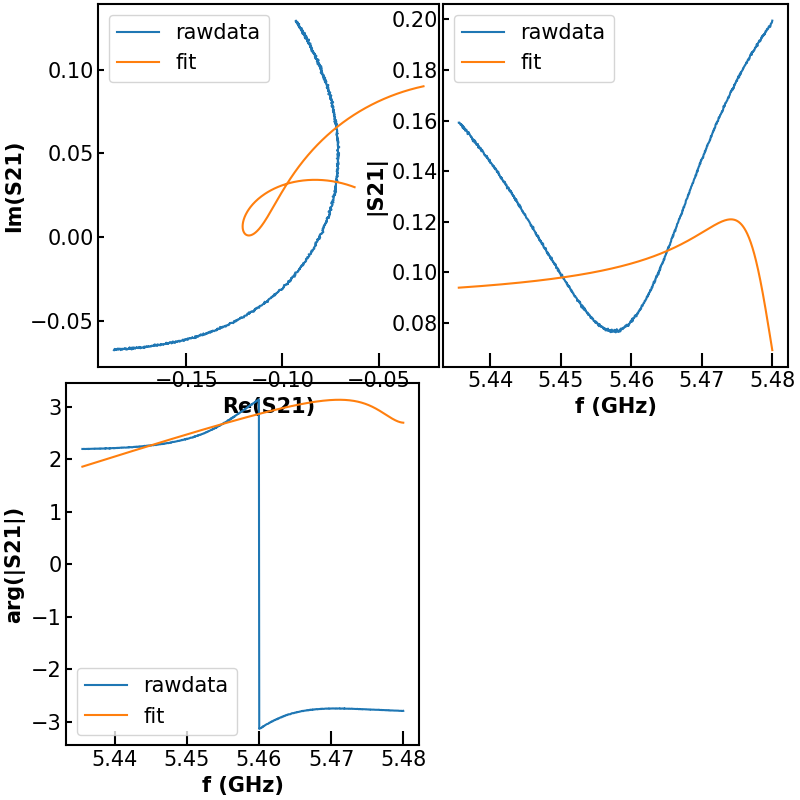 rawdata
fit
0.10
0.05
0.00
−0.05
Im(S21)
−0.15
−0.10
−0.05
Re(S21)
rawdata
fit
0.20
0.18
0.16
0.14
0.12
0.10
0.08
|S21|
5.44
5.45
5.46
5.47
5.48
f (GHz)
3
2
1
0
−1
−2
−3
arg(|S21|)
rawdata
fit
5.44
5.45
5.46
5.47
5.48
f (GHz)